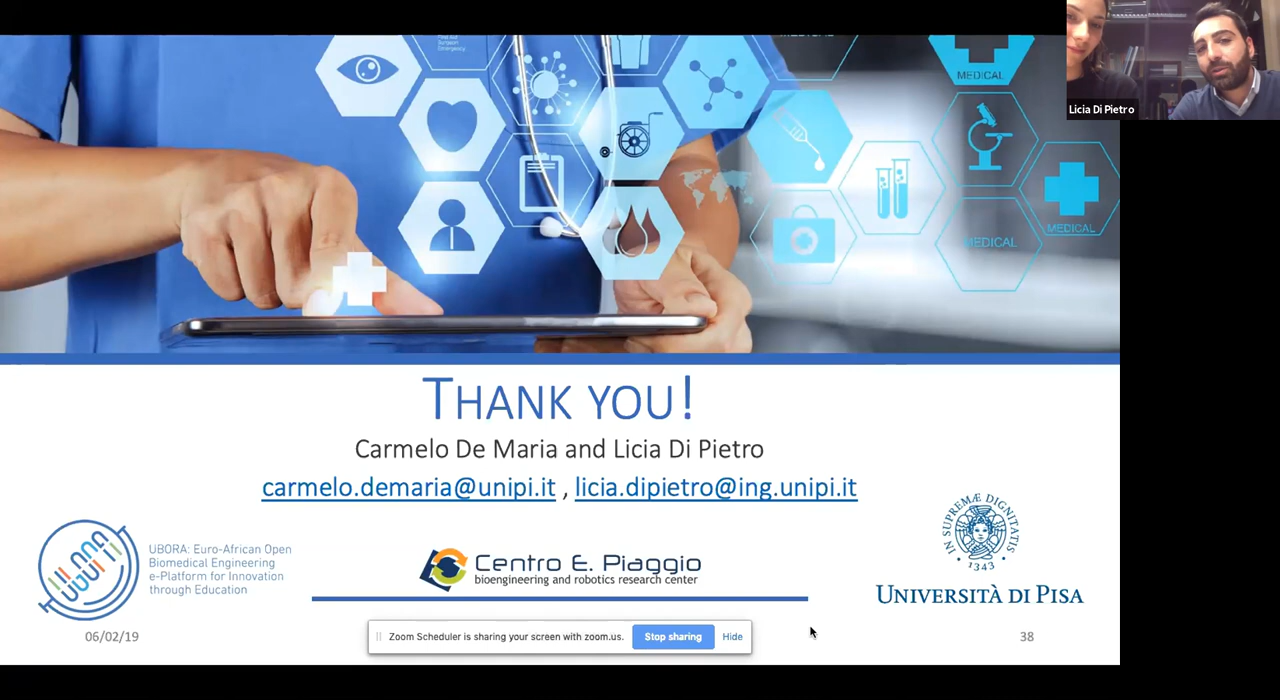 MEDICAL
MEDICAL
MEDICAL
Licia Di Pietro
THANK YOU!
Carmelo De Maria and Licia Di Pietro
carmelo.demaria@unipi.it , licia.dipietro@ing.unipi.it
UBORA: Euro-African Open
Biomedical Engineering
e-Platform for Innovation
through Education
Centro E. Piaggio
bioengineering and robotics research center
IN SUPREMÆ DIGNITATIS
1343
UNIVERSITÀ DI PISA
06/02/19
Zoom Scheduler is sharing your screen with zoom.us.
Stop sharing
Hide
38